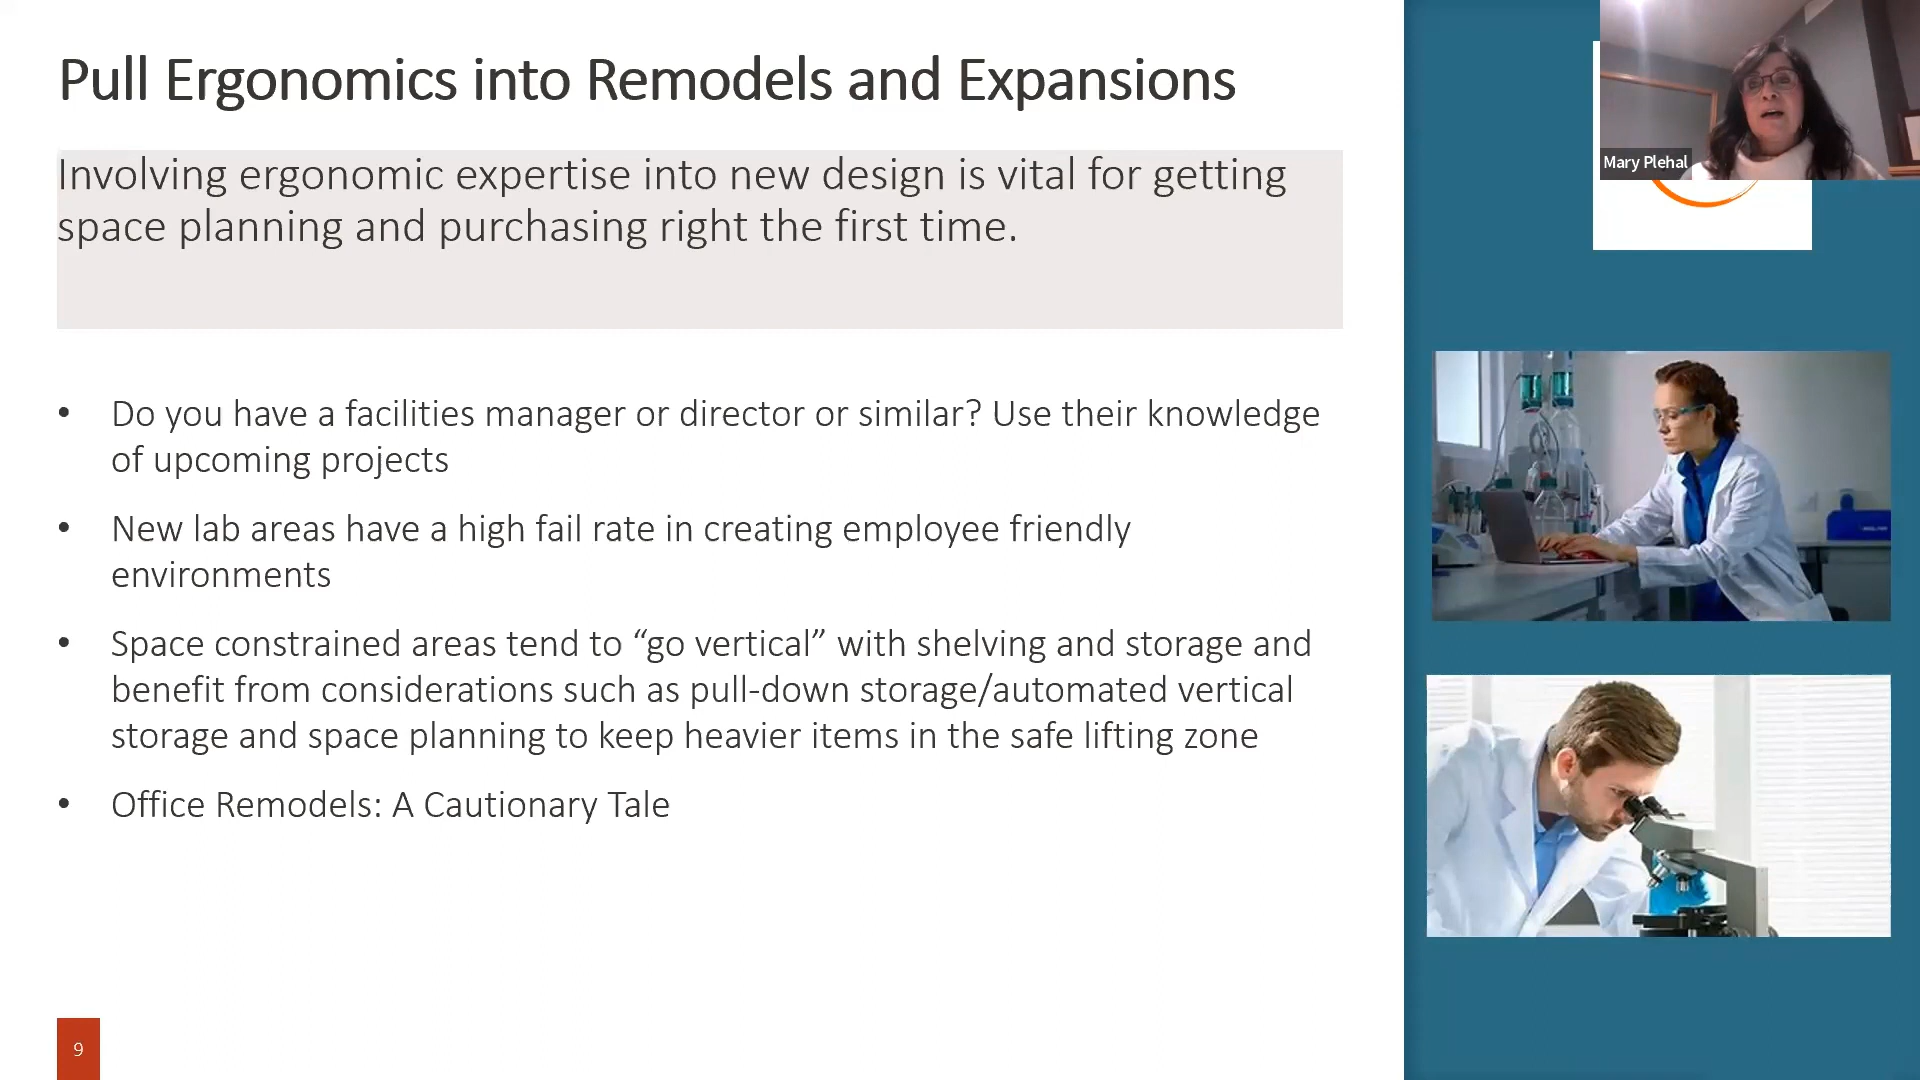 Pull Ergonomics into Remodels and Expansions
Mary Plehal
Involving ergonomic expertise into new design is vital for getting
space planning and purchasing right the first time.
• Do you have a facilities manager or director or similar? Use their knowledge
of upcoming projects
• New lab areas have a high fail rate in creating employee friendly
environments
• Space constrained areas tend to “go vertical” with shelving and storage and
benefit from considerations such as pull-down storage/automated vertical
storage and space planning to keep heavier items in the safe lifting zone
• Office Remodels: A Cautionary Tale
9